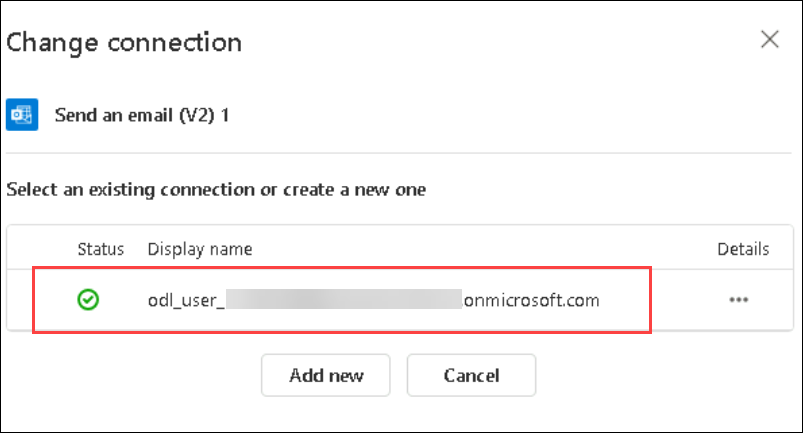 Change connection
Send an email (V2) 1
Select an existing connection or create a new one
Status Display name Details
odl_user_ onmicrosoft.com
Add new Cancel